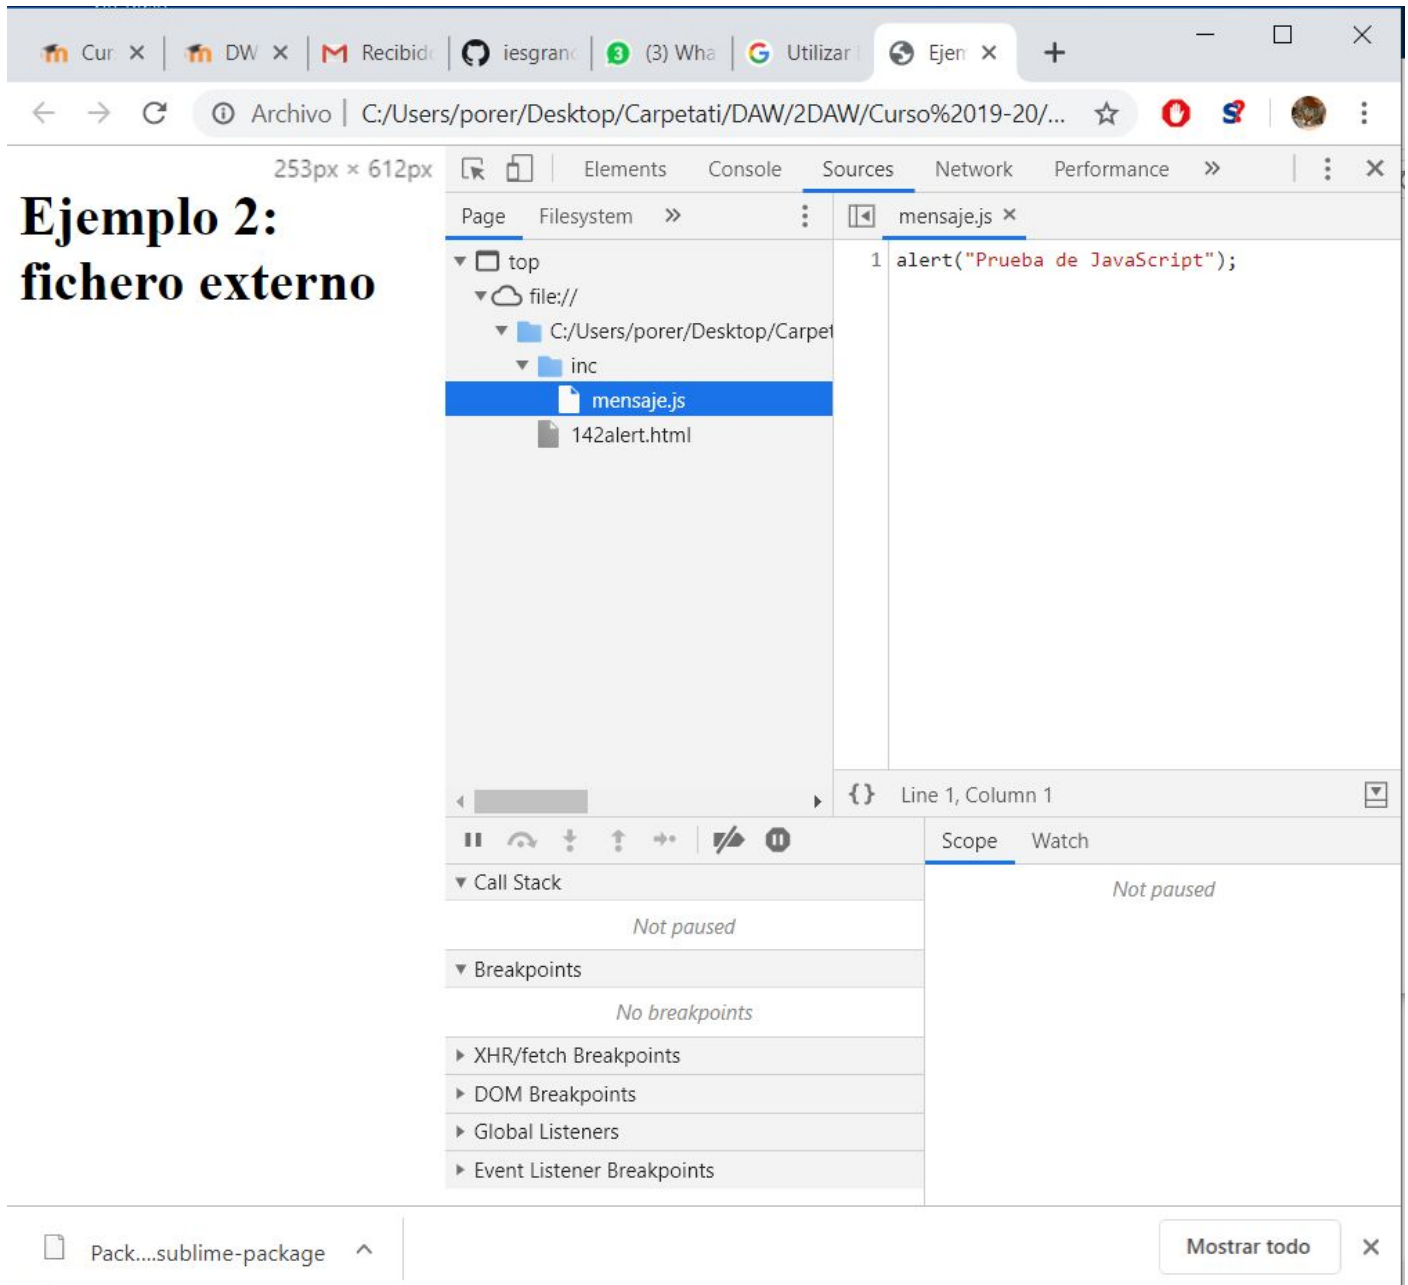 Cur
DW
Recibido
iesgran
3
(3) Wha
Utilizar
Ejem
Archivo | C:/Users/porer/Desktop/Carpetati/DAW/2DAW/Curso%2019-20/...
253px × 612px
Elements Console Sources Network Performance »
Ejemplo 2:
fichero externo
Page Filesystem »
mensaje.js ×
top
file://
C:/Users/porer/Desktop/Carpet
inc
mensaje.js
142alert.html
1 alert("Prueba de JavaScript");
{} Line 1, Column 1
Scope Watch
Call Stack
Not paused
Not paused
Breakpoints
No breakpoints
XHR/fetch Breakpoints
DOM Breakpoints
Global Listeners
Event Listener Breakpoints
Pack....sublime-package
Mostrar todo